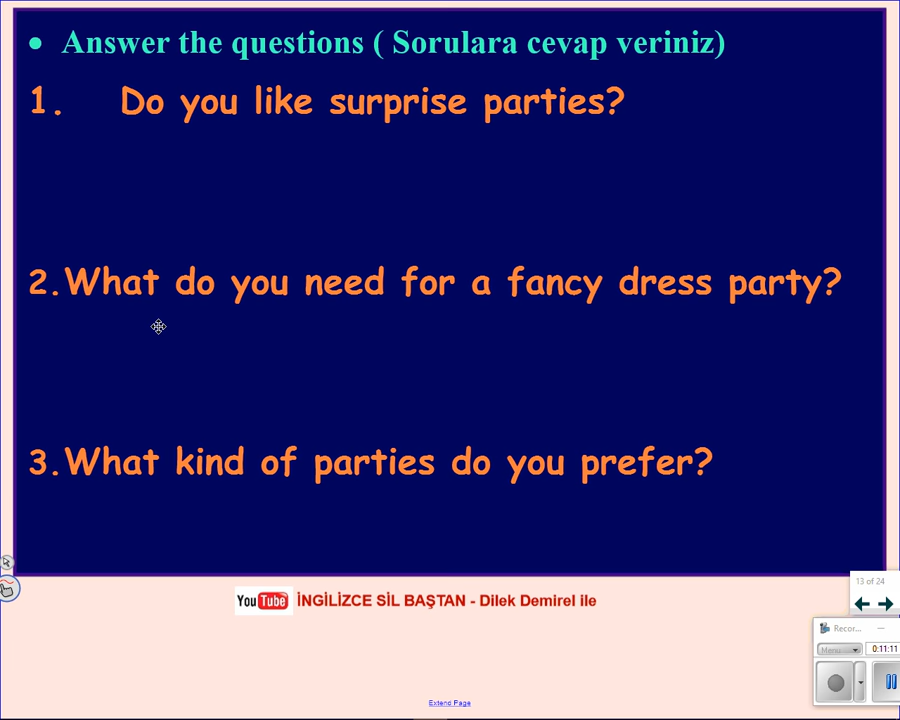 • Answer the questions ( Sorulara cevap veriniz)
1. Do you like surprise parties?
2.What do you need for a fancy dress party?
3.What kind of parties do you prefer?
YouTube İNGİLİZCE SİL BAŞTAN - Dilek Demirel ile
13 of 24
Recor...
Menu
0:11:11
Extend Page